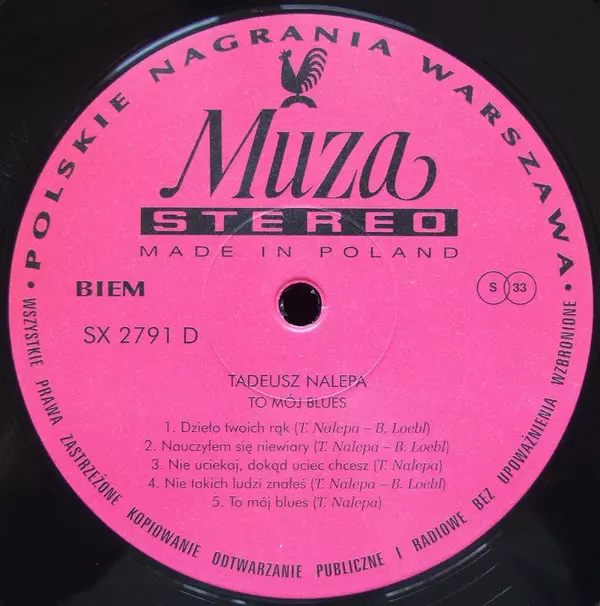 • POLSKIE NAGRANIA WARSZAWA •
Muza
STEREO
MADE IN POLAND
BIEM
S 33
SX 2791 D
TADEUSZ NALEPA
TO MÓJ BLUES
1. Dzieło twoich rąk (T. Nalepa – B. Loebl)
2. Nauczyłem się niewiary (T. Nalepa – B. Loebl)
3. Nie uciekaj, dokąd uciec chcesz (T. Nalepa)
4. Nie takich ludzi znałeś (T. Nalepa – B. Loebl)
5. To mój blues (T. Nalepa)
WSZYSTKIE PRAWA ZASTRZEŻONE KOPIOWANIE ODTWARZANIE PUBLICZNE I RADIOWE BEZ UPOWAŻNIENIA WZBRONIONE